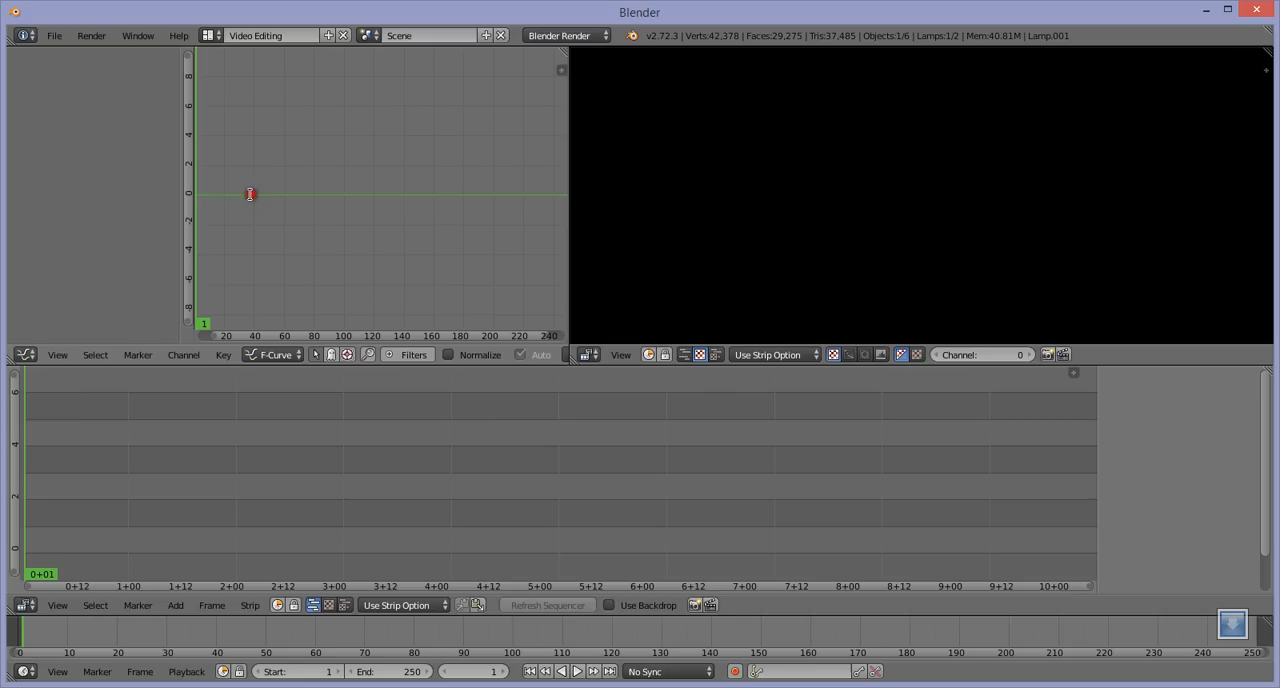 Blender
File Render Window Help Video Editing Scene Blender Render v2.72.3 | Verts:42,378 | Faces:29,275 | Tris:37,485 | Objects:1/6 | Lamps:1/2 | Mem:40.81M | Lamp.001
8
6
4
2
0
-2
-4
-6
-8
1
20 40 60 80 100 120 140 160 180 200 220 240
View Select Marker Channel Key F-Curve Filters Normalize Auto
View Use Strip Option Channel: 0
6
4
2
0
0+01
0+12 1+00 1+12 2+00 2+12 3+00 3+12 4+00 4+12 5+00 5+12 6+00 6+12 7+00 7+12 8+00 8+12 9+00 9+12 10+00
View Select Marker Add Frame Strip Use Strip Option Refresh Sequencer Use Backdrop
0 10 20 30 40 50 60 70 80 90 100 110 120 130 140 150 160 170 180 190 200 210 220 230 240 250
View Marker Frame Playback Start: 1 End: 250 1 No Sync